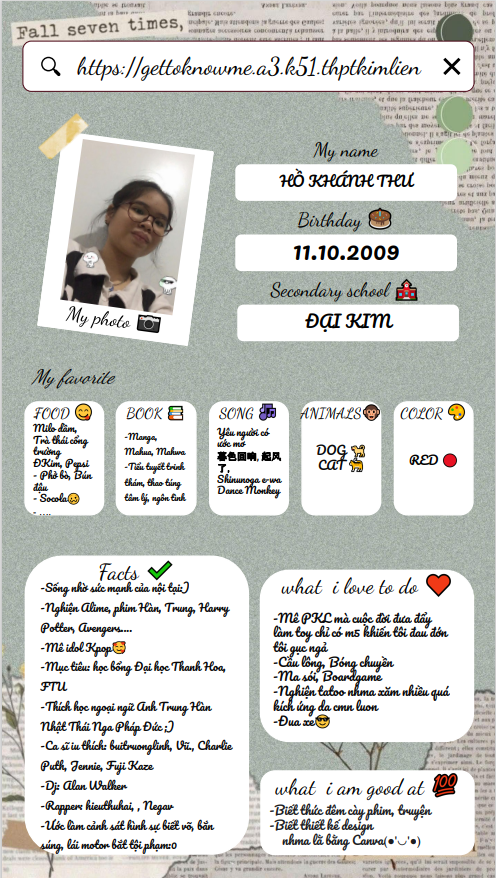 Fall seven times,
https://gettoknowme.a3.k51.thptkimlien
My name
HỒ KHÁNH THƯ
Birthday
11.10.2009
Secondary school
ĐẠI KIM
My photo
My favorite
FOOD
Milo dầm,
Trà thái cổng
trường
ĐKim, Pepsi
- Phở bò, Bún
đậu
- Socola
- ....
BOOK
-Manga,
Mahua, Mahwa
-Tiểu tuyết trinh
thám, thao túng
tâm lý, ngôn tình
SONG
Yêu người có
ước mơ
暮色回响, 起风
了,
Shinunoga e-wa
Dance Monkey
ANIMALS
DOG
CAT
COLOR
RED
Facts
-Sống nhờ sức mạnh của nội tại:)
-Nghiện Alime, phim Hàn, Trung, Harry
Potter, Avengers....
-Mê idol Kpop
-Mục tiêu: học bổng Đại học Thanh Hoa,
FTU
-Thích học ngoại ngữ Anh Trung Hàn
Nhật Thái Nga Pháp Đức ;)
-Ca sĩ iu thích: buitruonglinh, Vũ., Charlie
Puth, Jennie, Fuji Kaze
-Dj: Alan Walker
-Rapper: hieuthuhai, , Negav
-Ước làm cảnh sát hình sự biết võ, bắn
súng, lái motor bắt tội phạm:0
what i love to do
-Mê PKL mà cuộc đời đưa đẩy
làm toy chỉ có m5 khiến tôi đau đớn
tôi gục ngã
-Cầu lông, Bóng chuyền
-Ma sói, Boardgame
-Nghiện tatoo nhma xăm nhiều quá
kích ứng da cmn luon
-Đua xe
what i am good at
-Biết thức đêm cày phim, truyện
-Biết thiết kế design
nhma là bằng Canva(●'◡'●)